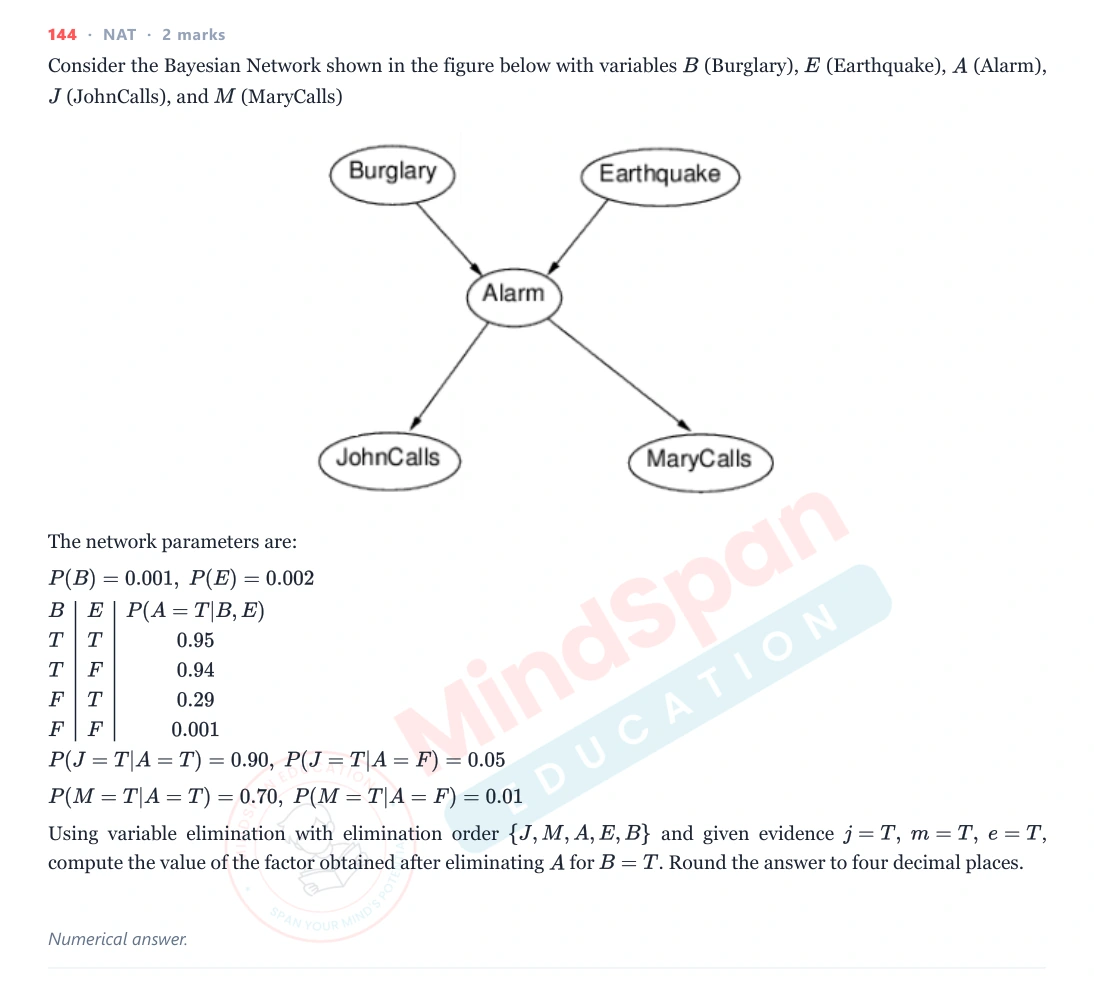 144 · NAT · 2 marks
Consider the Bayesian Network shown in the figure below with variables B (Burglary), E (Earthquake), A (Alarm),
J (JohnCalls), and M (MaryCalls)
Burglary
Earthquake
Alarm
JohnCalls
MaryCalls
The network parameters are:
P(B) = 0.001, P(E) = 0.002
B | E | P(A = T|B, E)
T | T | 0.95
T | F | 0.94
F | T | 0.29
F | F | 0.001
P(J = T|A = T) = 0.90, P(J = T|A = F) = 0.05
P(M = T|A = T) = 0.70, P(M = T|A = F) = 0.01
Using variable elimination with elimination order {J, M, A, E, B} and given evidence j = T, m = T, e = T,
compute the value of the factor obtained after eliminating A for B = T. Round the answer to four decimal places.
Numerical answer.
MindSpan
EDUCATION
SPAN YOUR MIND'S POTENTIAL